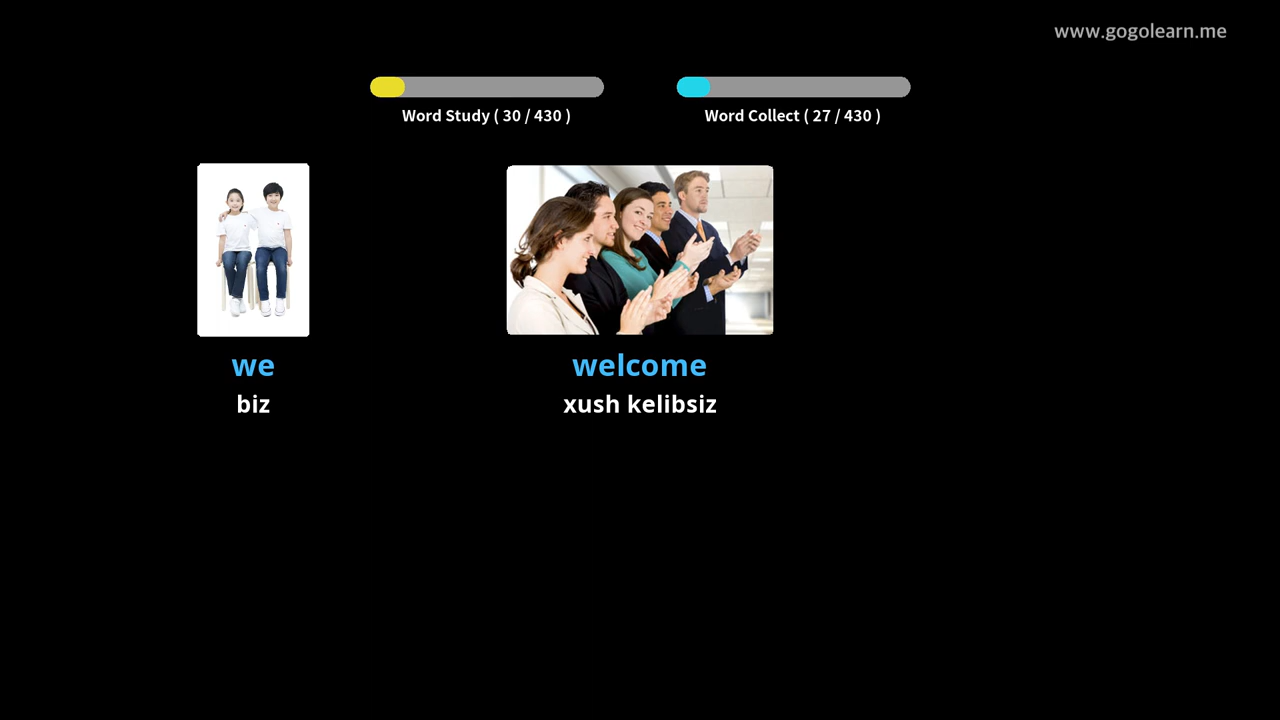 www.gogolearn.me
Word Study ( 30 / 430 )
Word Collect ( 27 / 430 )
we
biz
welcome
xush kelibsiz